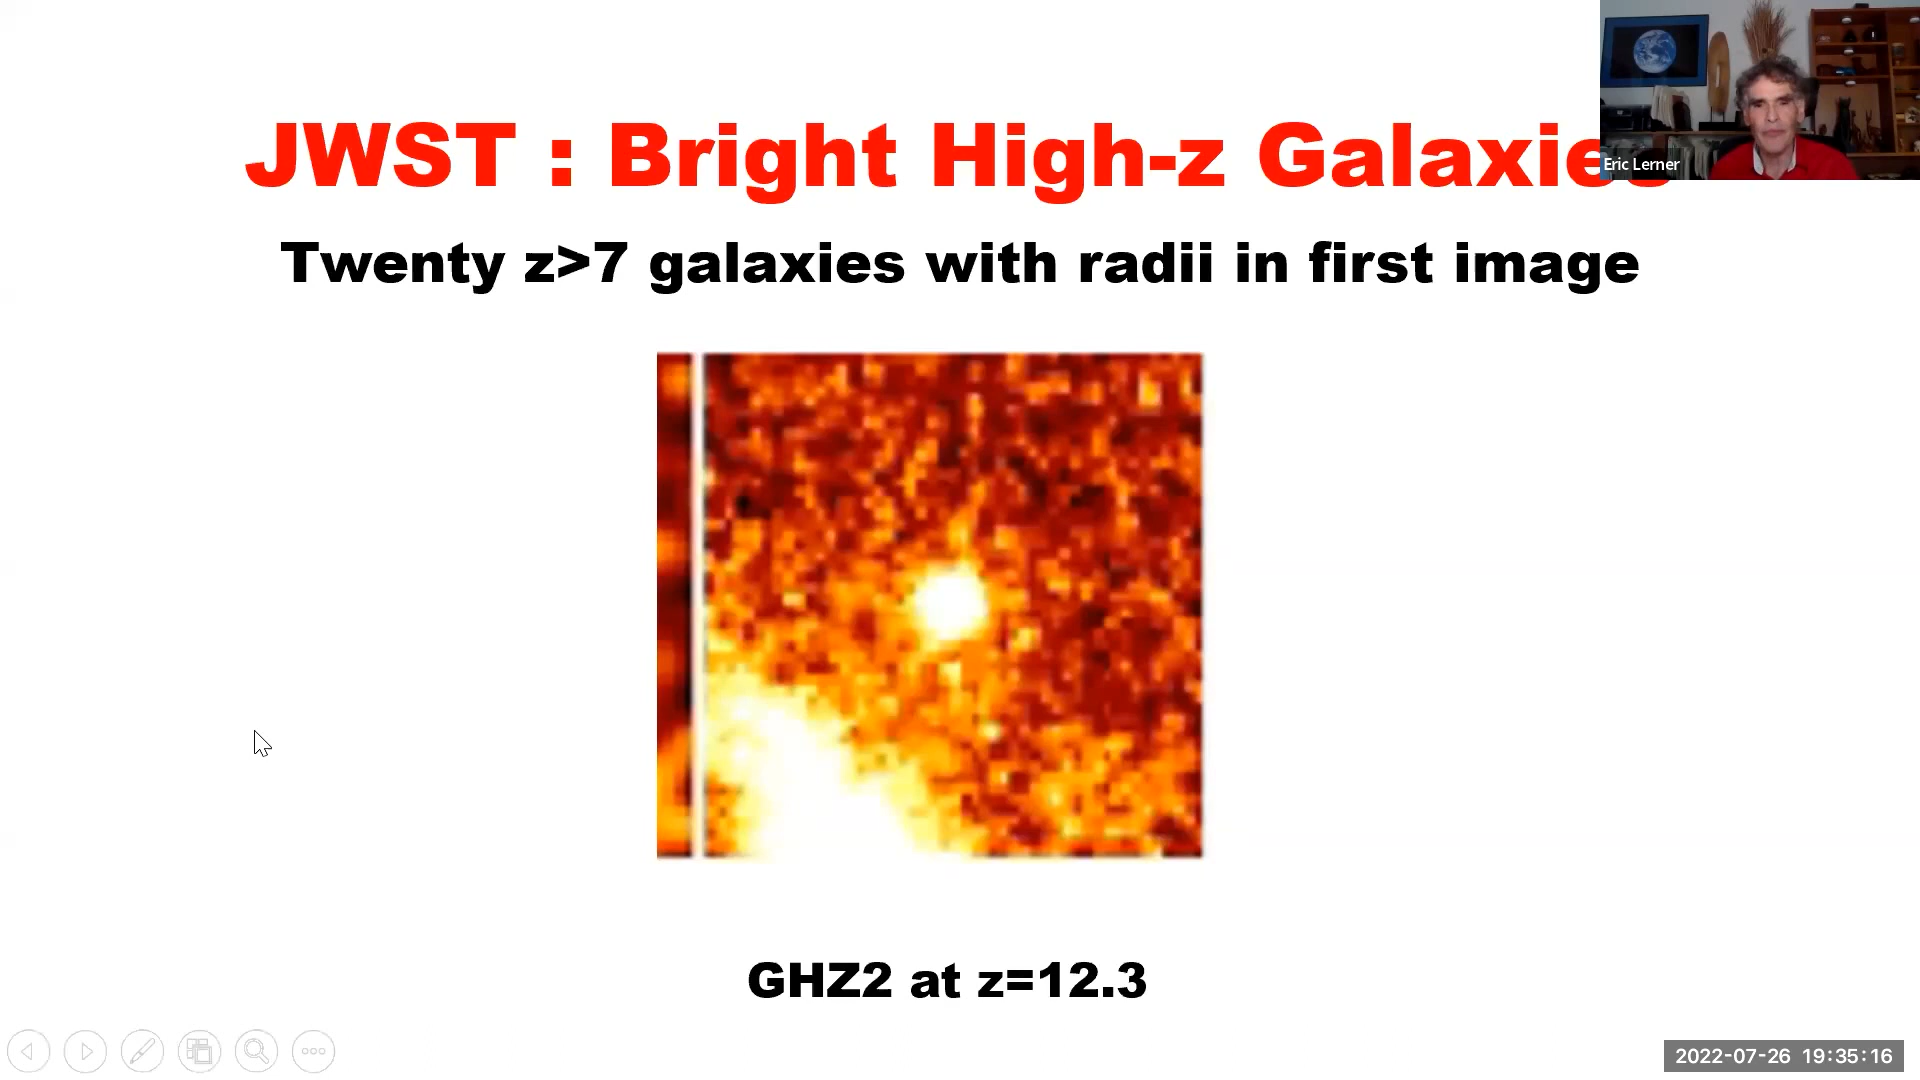 JWST : Bright High-z Galaxies
Eric Lerner
Twenty z>7 galaxies with radii in first image
GHZ2 at z=12.3
2022-07-26 19:35:16